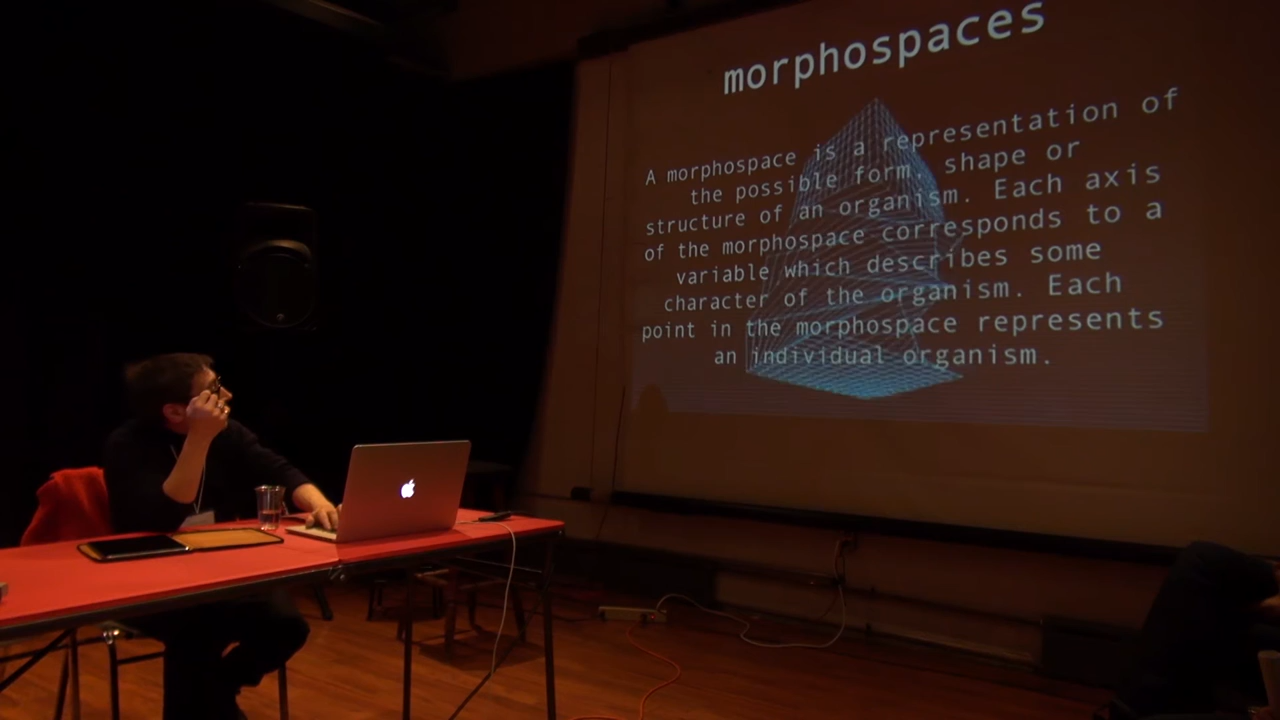 morphospaces
A morphospace is a representation of
the possible form, shape or
structure of an organism. Each axis
of the morphospace corresponds to a
variable which describes some
character of the organism. Each
point in the morphospace represents
an individual organism.